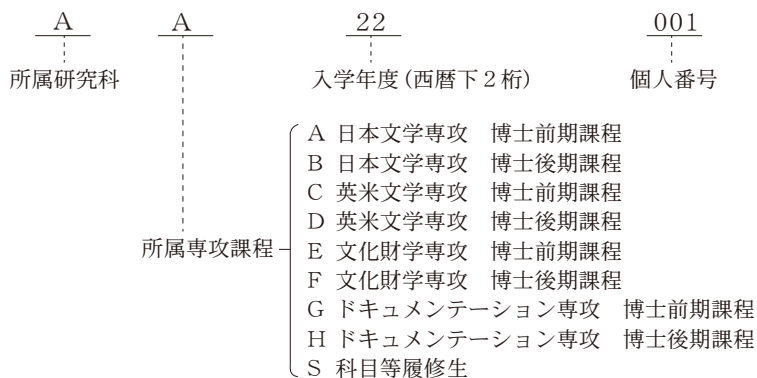 A A 22 001
所属研究科 入学年度 (西暦下2桁) 個人番号
A 日本文学専攻 博士前期課程
B 日本文学専攻 博士後期課程
C 英米文学専攻 博士前期課程
D 英米文学専攻 博士後期課程
所属専攻課程
E 文化財学専攻 博士前期課程
F 文化財学専攻 博士後期課程
G ドキュメンテーション専攻 博士前期課程
H ドキュメンテーション専攻 博士後期課程
S 科目等履修生